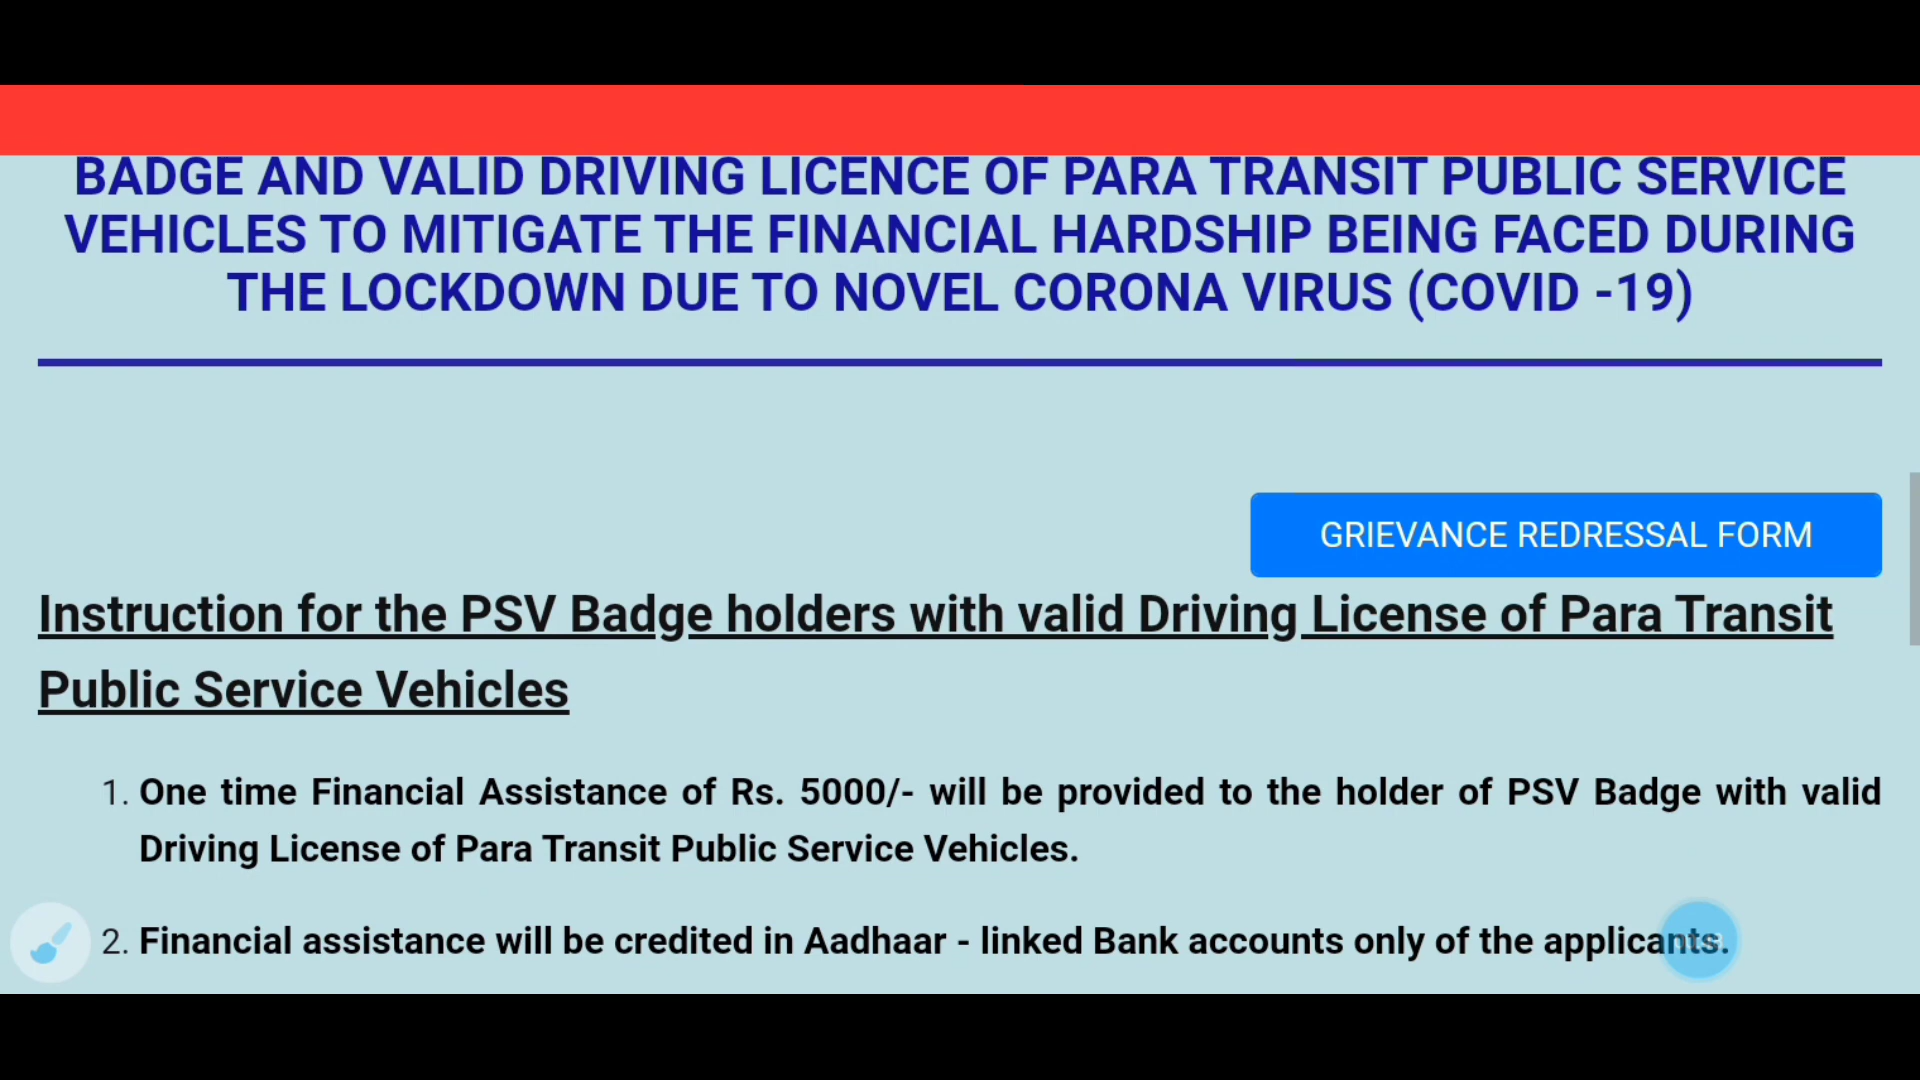 BADGE AND VALID DRIVING LICENCE OF PARA TRANSIT PUBLIC SERVICE
VEHICLES TO MITIGATE THE FINANCIAL HARDSHIP BEING FACED DURING
THE LOCKDOWN DUE TO NOVEL CORONA VIRUS (COVID -19)
GRIEVANCE REDRESSAL FORM
Instruction for the PSV Badge holders with valid Driving License of Para Transit
Public Service Vehicles
1. One time Financial Assistance of Rs. 5000/- will be provided to the holder of PSV Badge with valid
Driving License of Para Transit Public Service Vehicles.
2. Financial assistance will be credited in Aadhaar - linked Bank accounts only of the applicants.